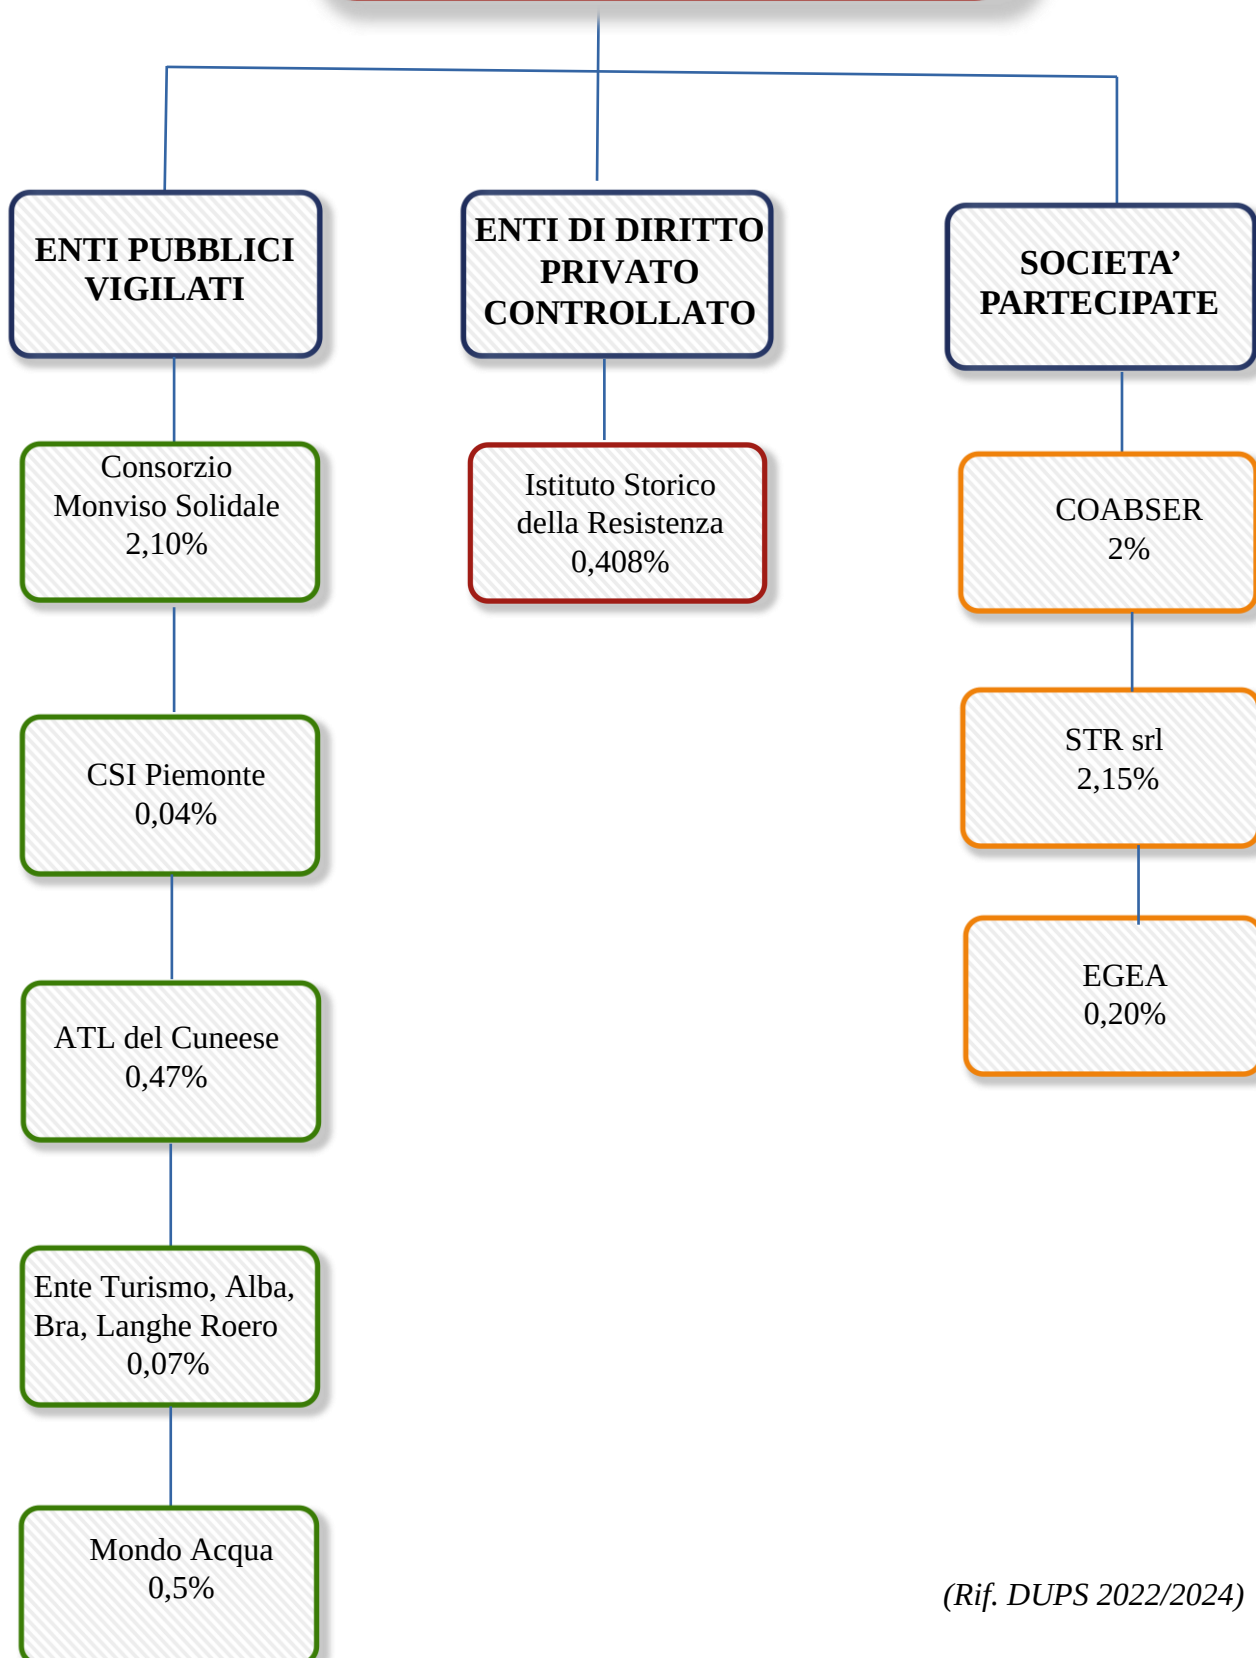 ENTI PUBBLICI
VIGILATI
ENTI DI DIRITTO
PRIVATO
CONTROLLATO
SOCIETA’
PARTECIPATE
Consorzio
Monviso Solidale
2,10%
Istituto Storico
della Resistenza
0,408%
COABSER
2%
CSI Piemonte
0,04%
STR srl
2,15%
ATL del Cuneese
0,47%
EGEA
0,20%
Ente Turismo, Alba,
Bra, Langhe Roero
0,07%
Mondo Acqua
0,5%
(Rif. DUPS 2022/2024)